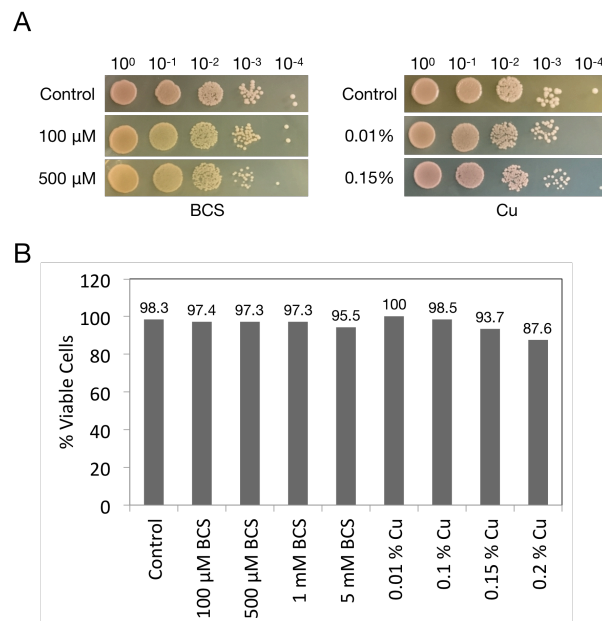 A
10⁰ 10⁻¹ 10⁻² 10⁻³ 10⁻⁴
Control
100 µM
500 µM
BCS
10⁰ 10⁻¹ 10⁻² 10⁻³ 10⁻⁴
Control
0.01%
0.15%
Cu
B
% Viable Cells
120
100
80
60
40
20
0
98.3 97.4 97.3 97.3 95.5 100 98.5 93.7 87.6
Control
100 µM BCS
500 µM BCS
1 mM BCS
5 mM BCS
0.01 % Cu
0.1 % Cu
0.15 % Cu
0.2 % Cu